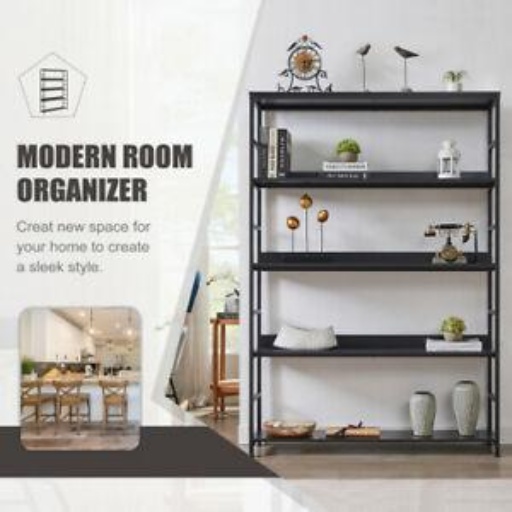 MODERN ROOM
ORGANIZER
Creat new space for
your home to create
a sleek style.